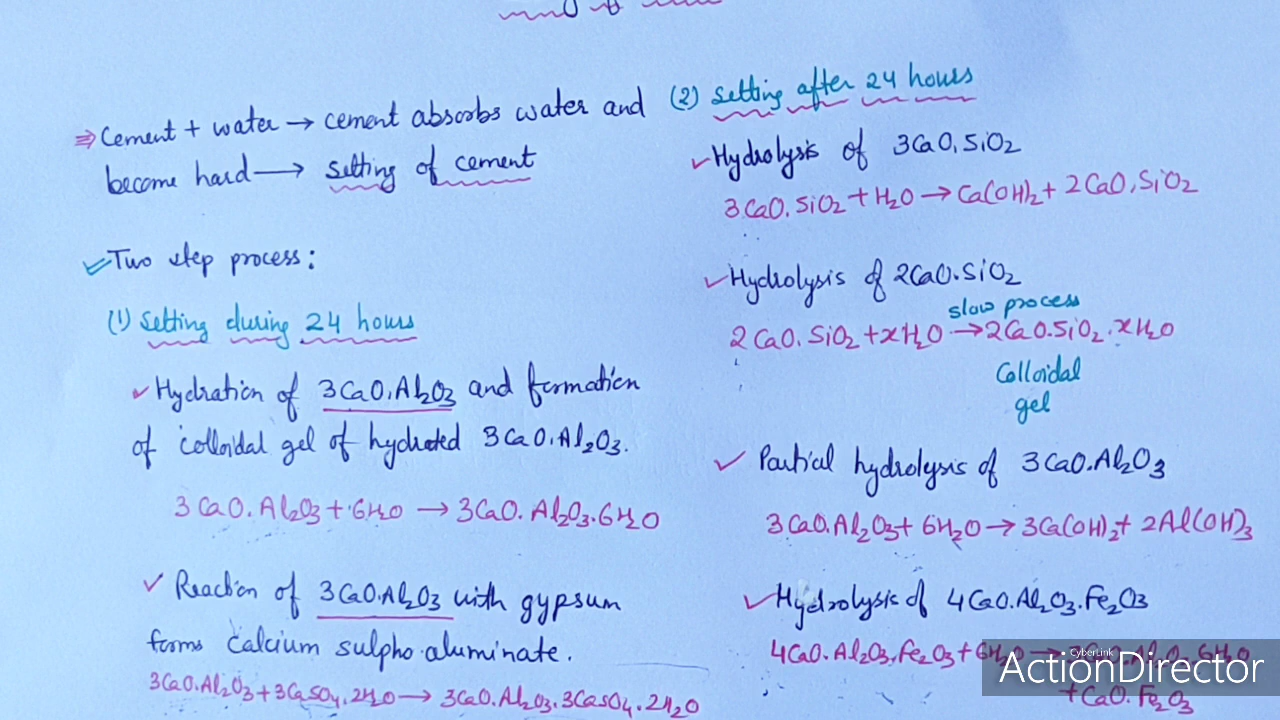 ⇒ Cement + water → cement absorbs water and
become hard → setting of cement
✓ Two step process:
(1) Setting during 24 hours
✓ Hydration of 3CaO.Al2O3 and formation
of colloidal gel of hydrated 3CaO.Al2O3.
3CaO.Al2O3 + 6H2O → 3CaO.Al2O3.6H2O
✓ Reaction of 3CaO.Al2O3 with gypsum
forms calcium sulpho-aluminate.
3CaO.Al2O3 + 3CaSO4.2H2O → 3CaO.Al2O3.3CaSO4.2H2O
(2) Setting after 24 hours
✓ Hydrolysis of 3CaO.SiO2
3CaO.SiO2 + H2O → Ca(OH)2 + 2CaO.SiO2
✓ Hydrolysis of 2CaO.SiO2
slow process
2CaO.SiO2 + xH2O → 2CaO.SiO2.xH2O
Colloidal
gel
✓ Partial hydrolysis of 3CaO.Al2O3
3CaO.Al2O3 + 6H2O → 3Ca(OH)2 + 2Al(OH)3
✓ Hydrolysis of 4CaO.Al2O3.Fe2O3
4CaO.Al2O3.Fe2O3 + 6H2O →
+ CaO.Fe2O3
CyberLink
ActionDirector